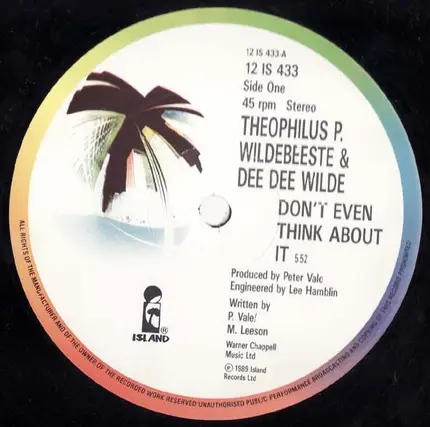 12 IS 433-A
12 IS 433
Side One
45 rpm Stereo
THEOPHILUS P.
WILDEBEESTE &
DEE DEE WILDE
DON'T EVEN
THINK ABOUT
IT 5.52
Produced by Peter Vale
Engineered by Lee Hamblin
Written by
P. Vale/
M. Leeson
Warner Chappell
Music Ltd
℗ 1989 Island
Records Ltd
ISLAND ®
ALL RIGHTS OF THE MANUFACTURER AND OF THE OWNER OF THE RECORDED WORK RESERVED UNAUTHORISED PUBLIC PERFORMANCE BROADCASTING AND COPYING OF THIS RECORD PROHIBITED